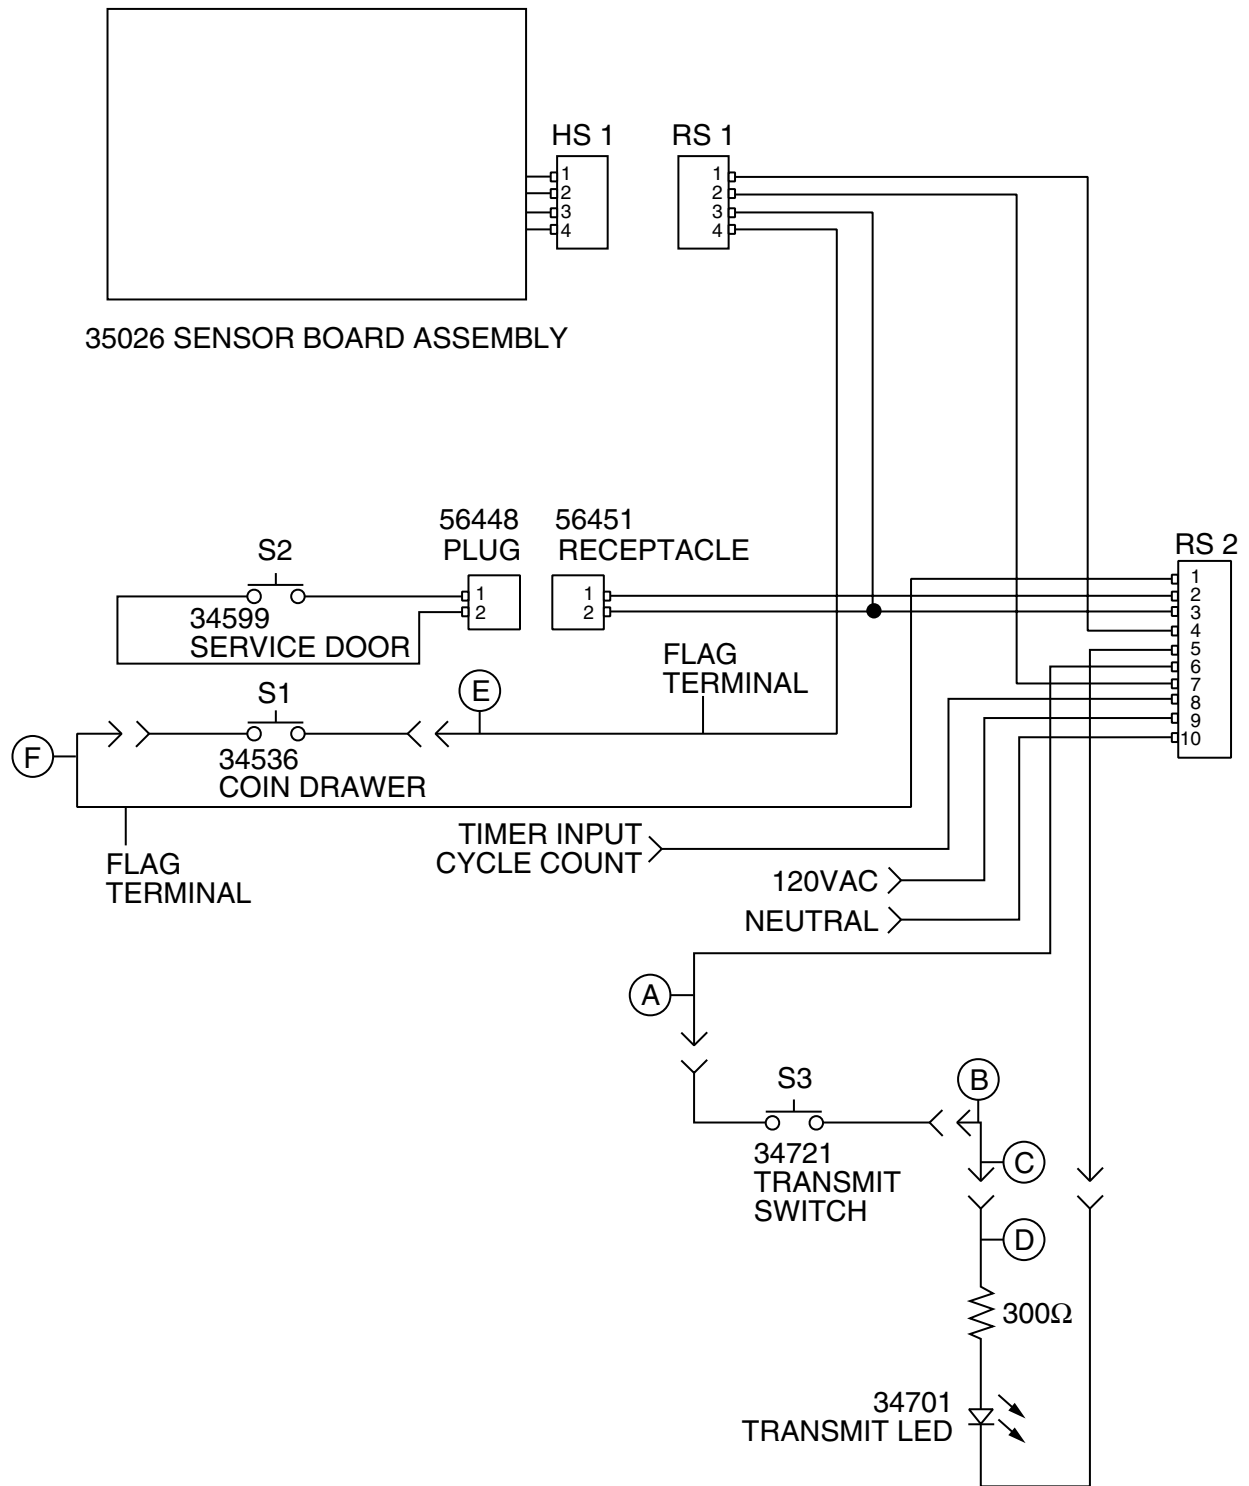 HS 1
RS 1
1
2
3
4
1
2
3
4
35026 SENSOR BOARD ASSEMBLY
56448
PLUG
56451
RECEPTACLE
RS 2
S2
1
2
1
2
34599
SERVICE DOOR
1
2
3
4
5
6
7
8
9
10
FLAG
TERMINAL
E
S1
F
34536
COIN DRAWER
TIMER INPUT
CYCLE COUNT
FLAG
TERMINAL
120VAC
NEUTRAL
A
S3
B
34721
TRANSMIT
SWITCH
C
D
300Ω
34701
TRANSMIT LED